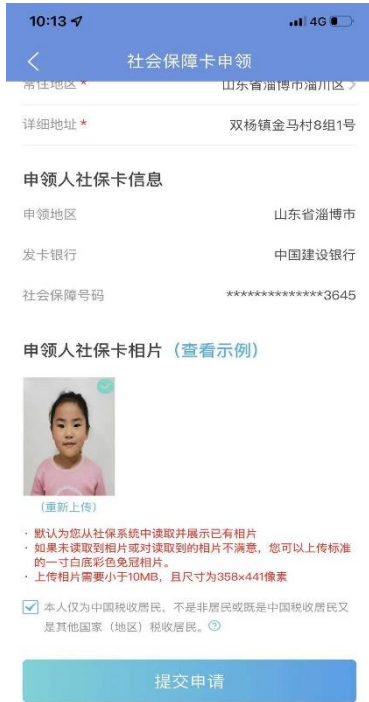 10:13
4G
社会保障卡申领
常住地区 * 山东省淄博市淄川区 >
详细地址 * 双杨镇金马村8组1号
申领人社保卡信息
申领地区 山东省淄博市
发卡银行 中国建设银行
社会保障号码 **************3645
申领人社保卡相片（查看示例）
（重新上传）
· 默认为您从社保系统中读取并展示已有相片
· 如果未读取到相片或对读取到的相片不满意，您可以上传标准
的一寸白底彩色免冠相片。
· 上传相片需要小于10MB，且尺寸为358×441像素
本人仅为中国税收居民，不是非居民或既是中国税收居民又
是其他国家（地区）税收居民。?
提交申请